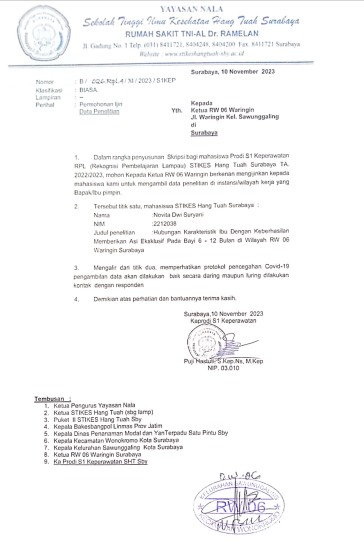 YAYASAN NALA
Sekolah Tinggi Ilmu Kesehatan Hang Tuah Surabaya
RUMAH SAKIT TNI-AL Dr. RAMELAN
Jl. Gadung No. 1 Telp. (031) 8411721, 8404248, 8404200 Fax. 8411721 Surabaya
Website : www.stikeshangtuah-sby.ac.id
Surabaya, 10 November 2023
Nomor : B / /XI / 2023 / S1KEP
Klasifikasi : BIASA.
Lampiran : –
Perihal : Permohonan Ijin
Data Penelitian
Kepada
Yth. Ketua RW 06 Waringin
Jl. Waringin Kel. Sawunggaling
di
Surabaya
1. Dalam rangka penyusunan Skripsi bagi mahasiswa Prodi S1 Keperawatan
RPL (Rekognisi Pembelajaran Lampau) STIKES Hang Tuah Surabaya TA.
2022/2023, mohon Kepada Ketua RW 06 Waringin berkenan mengijinkan kepada
mahasiswa kami untuk mengambil data penelitian di instansi/wilayah kerja yang
Bapak/Ibu pimpin.
2. Tersebut titik satu, mahasiswa STIKES Hang Tuah Surabaya :
Nama :Novita Dwi Suryani
NIM :2212038
Judul penelitian :Hubungan Karakteristik Ibu Dengan Keberhasilan
Memberikan Asi Eksklusif Pada Bayi 6 - 12 Bulan di Wilayah RW 06
Waringin Surabaya
3. Mengalir dari titik dua, memperhatikan protokol pencegahan Covid-19
pengambilan data akan dilakukan baik secara daring maupun luring dilakukan
kontak dengan responden
4. Demikian atas perhatian dan bantuannya terima kasih.
Surabaya,10 November 2023
Kaprodi S1 Keperawatan
Puji Hastuti, S.Kep.Ns, M.Kep
NIP. 03.010
Tembusan :
1. Ketua Pengurus Yayasan Nala
2. Ketua STIKES Hang Tuah (sbg lamp)
3. Puket II STIKES Hang Tuah Sby
4. Kepala Bakesbangpol Linmas Prov Jatim
5. Kepala Dinas Penanaman Modal dan YanTerpadu Satu Pintu Sby
6. Kepala Kecamatan Wonokromo Kota Surabaya
7. Kepala Kelurahan Sawunggaling Kota Surabaya
8. Ketua RW 06 Waringin Surabaya
9. Ka Prodi S1 Keperawatan SHT Sby
KELURAHAN SAWUNGGALING
RW 06